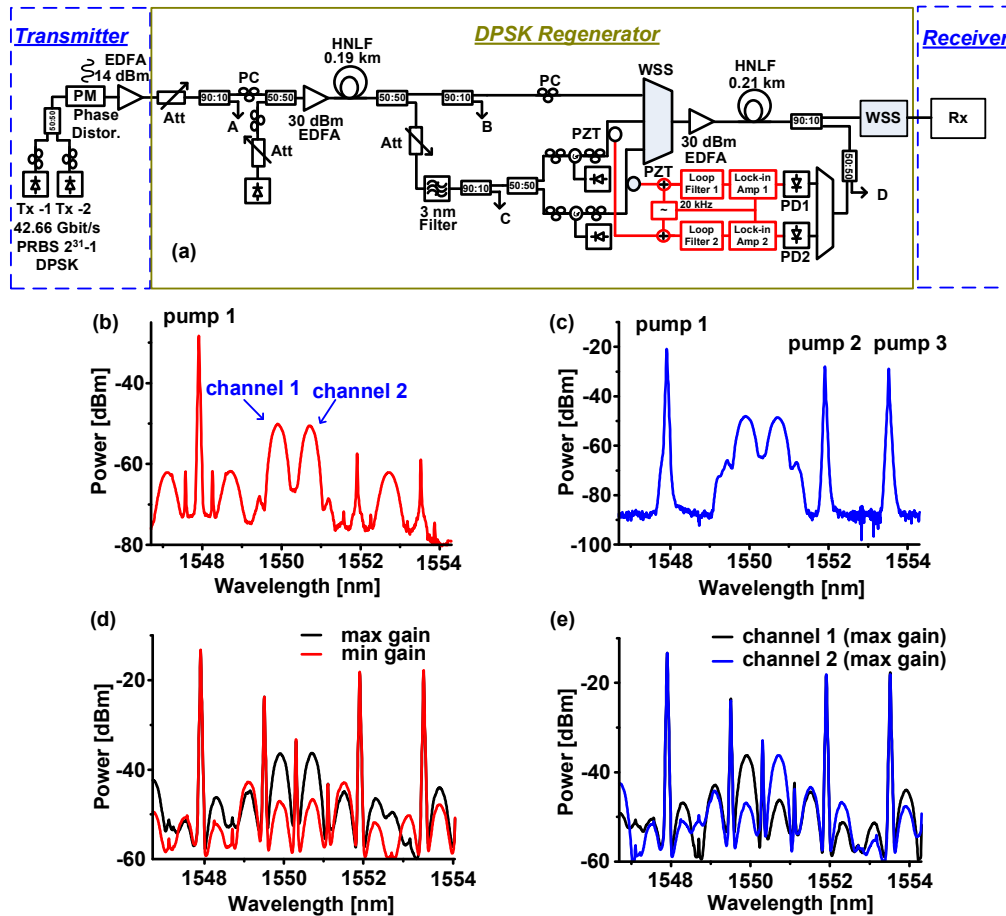 Transmitter
DPSK Regenerator
Receiver
EDFA
14 dBm
PM
Phase
Distor.
50:50
Tx -1 Tx -2
42.66 Gbit/s
PRBS 2³¹-1
DPSK
Att
90:10
A
PC
50:50
Att
30 dBm
EDFA
HNLF
0.19 km
50:50
90:10
B
PC
Att
3 nm
Filter
90:10
C
50:50
PZT
PZT
WSS
30 dBm
EDFA
HNLF
0.21 km
90:10
WSS
Rx
50:50
D
Loop
Filter 1
Lock-in
Amp 1
PD1
~
20 kHz
Loop
Filter 2
Lock-in
Amp 2
PD2
(a)
(b)
pump 1
channel 1
channel 2
Power [dBm]
-40
-60
-80
1548
1550
1552
1554
Wavelength [nm]
(c)
pump 1
pump 2
pump 3
Power [dBm]
-20
-40
-60
-80
-100
1548
1550
1552
1554
Wavelength [nm]
(d)
max gain
min gain
Power [dBm]
-20
-40
-60
1548
1550
1552
1554
Wavelength [nm]
(e)
channel 1 (max gain)
channel 2 (max gain)
Power [dBm]
-20
-40
-60
1548
1550
1552
1554
Wavelength [nm]